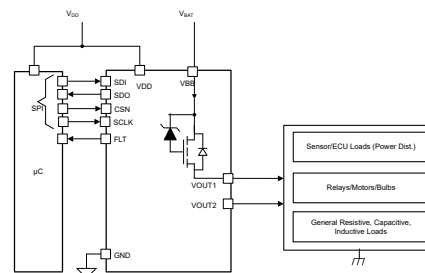 VDD
VBAT
SDI
VDD
VBB
SDO
SPI
CSN
SCLK
FLT
µC
VOUT1
VOUT2
GND
Sensor/ECU Loads (Power Dist.)
Relays/Motors/Bulbs
General Resistive, Capacitive,
Inductive Loads